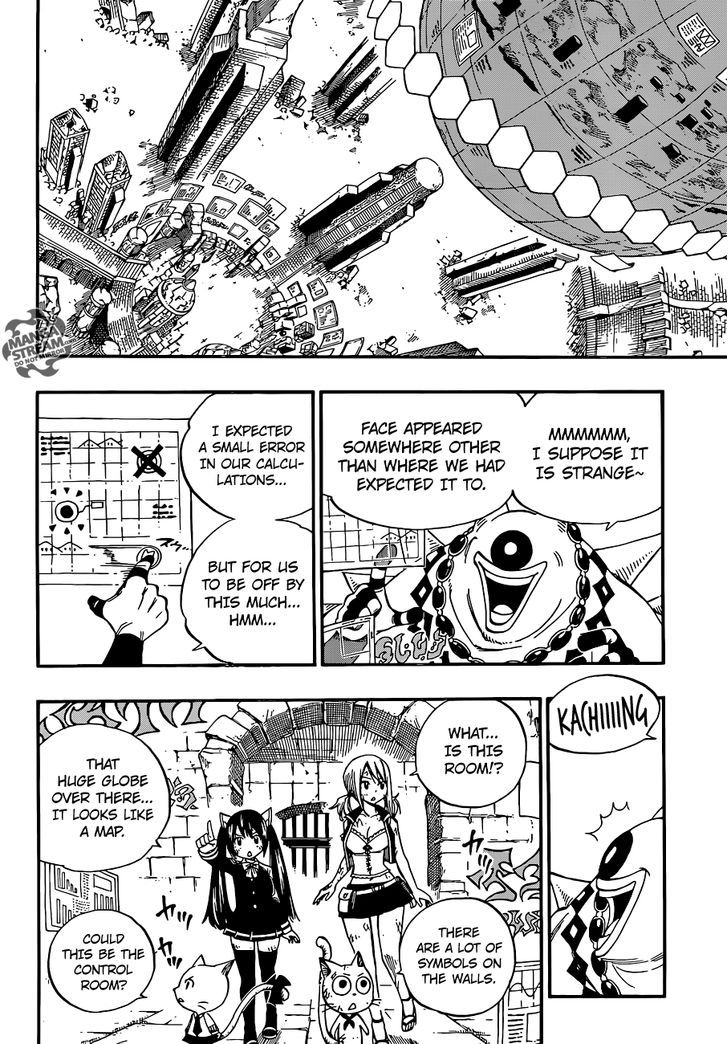 MANGA
STREAM
DO NOT MIRROR
MMMMMMM,
I SUPPOSE IT
IS STRANGE~
FACE APPEARED
SOMEWHERE OTHER
THAN WHERE WE HAD
EXPECTED IT TO.
I EXPECTED
A SMALL ERROR
IN OUR CALCU-
LATIONS...
BUT FOR US
TO BE OFF BY
THIS MUCH...
HMM...
KACHIIIING
WHAT...
IS THIS
ROOM!?
THAT
HUGE GLOBE
OVER THERE...
IT LOOKS LIKE
A MAP.
THERE
ARE A LOT OF
SYMBOLS ON
THE WALLS.
COULD
THIS BE THE
CONTROL
ROOM?